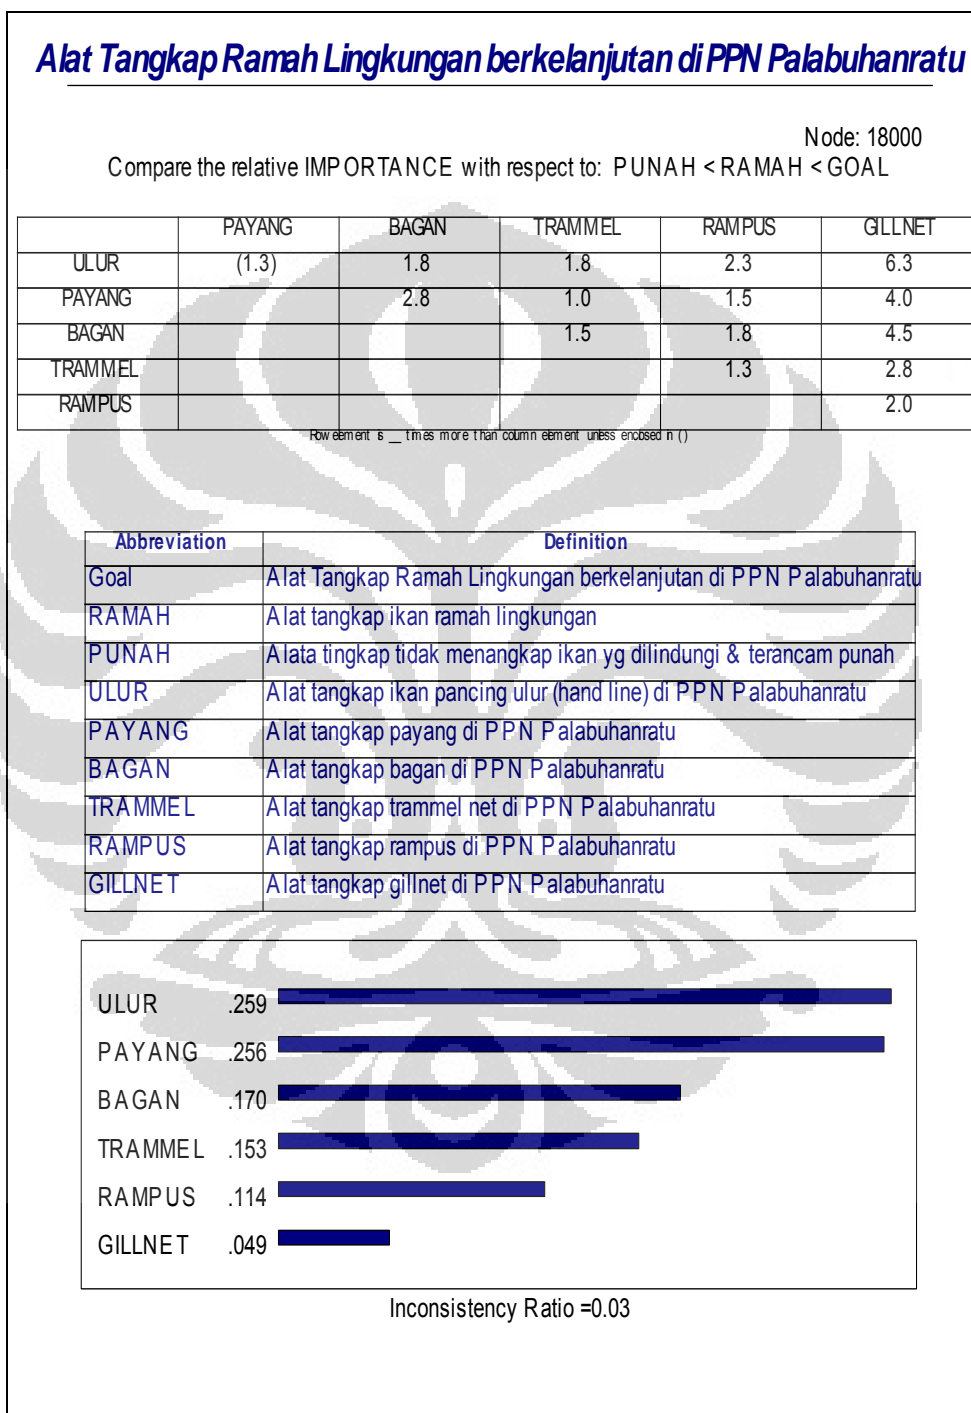 Alat Tangkap Ramah Lingkungan berkelanjutan di PPN Palabuhanratu
Node: 18000
Compare the relative IMPORTANCE with respect to: PUNAH < RAMAH < GOAL
PAYANG BAGAN TRAMMEL RAMPUS GILLNET
ULUR (1.3) 1.8 1.8 2.3 6.3
PAYANG 2.8 1.0 1.5 4.0
BAGAN 1.5 1.8 4.5
TRAMMEL 1.3 2.8
RAMPUS 2.0
Row element is __ times more than column element unless enclosed in ()
Abbreviation Definition
Goal Alat Tangkap Ramah Lingkungan berkelanjutan di PPN Palabuhanratu
RAMAH Alat tangkap ikan ramah lingkungan
PUNAH Alata tingkap tidak menangkap ikan yg dilindungi & terancam punah
ULUR Alat tangkap ikan pancing ulur (hand line) di PPN Palabuhanratu
PAYANG Alat tangkap payang di PPN Palabuhanratu
BAGAN Alat tangkap bagan di PPN Palabuhanratu
TRAMMEL Alat tangkap trammel net di PPN Palabuhanratu
RAMPUS Alat tangkap rampus di PPN Palabuhanratu
GILLNET Alat tangkap gillnet di PPN Palabuhanratu
ULUR .259
PAYANG .256
BAGAN .170
TRAMMEL .153
RAMPUS .114
GILLNET .049
Inconsistency Ratio =0.03